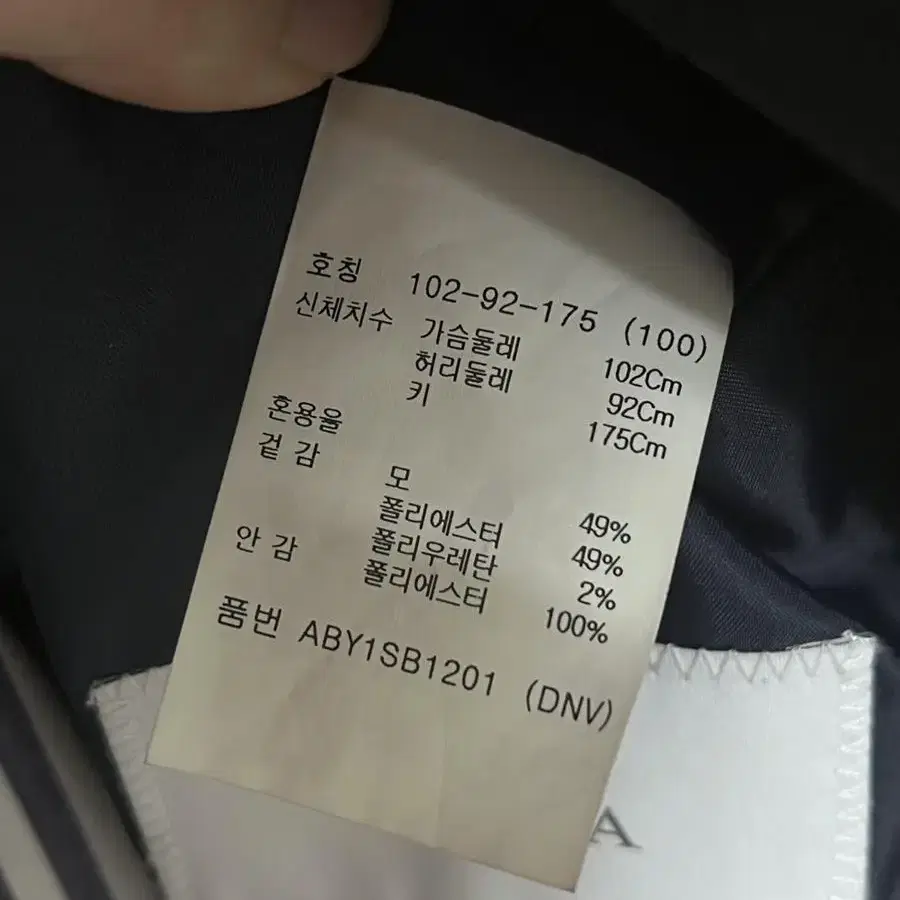 호칭 102-92-175 (100)
신체치수 가슴둘레 102Cm
허리둘레 92Cm
키 175Cm
혼용율
겉 감 모 49%
폴리에스터 49%
폴리우레탄 2%
안 감 폴리에스터 100%
품번 ABY1SB1201 (DNV)
A